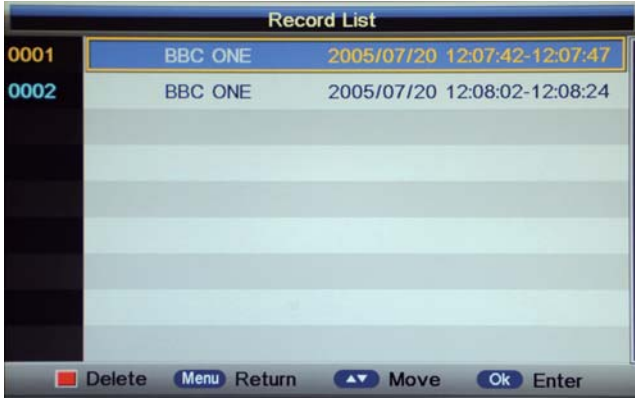 Record List
0001 BBC ONE 2005/07/20 12:07:42-12:07:47
0002 BBC ONE 2005/07/20 12:08:02-12:08:24
Delete Menu Return Move Ok Enter